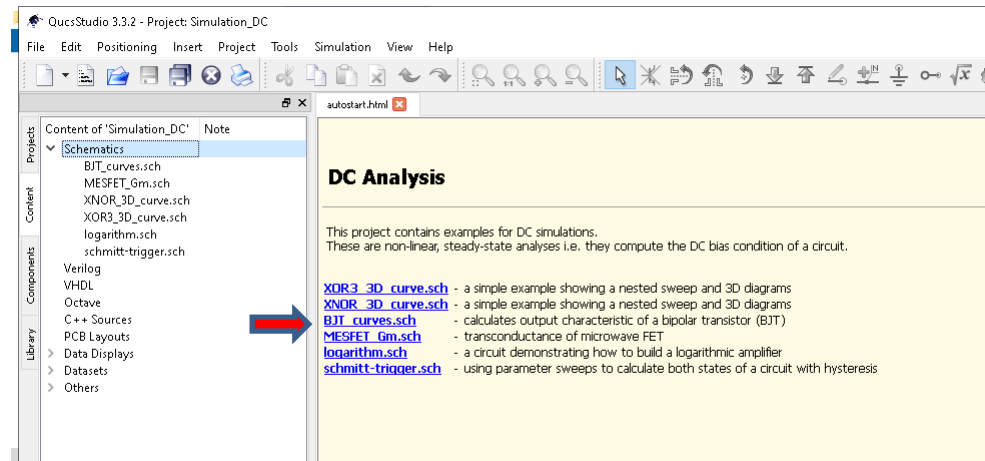 QucsStudio 3.3.2 - Project: Simulation_DC
File Edit Positioning Insert Project Tools Simulation View Help
autostart.html
Projects
Content
Components
Library
Content of 'Simulation_DC' Note
Schematics
BJT_curves.sch
MESFET_Gm.sch
XNOR_3D_curve.sch
XOR3_3D_curve.sch
logarithm.sch
schmitt-trigger.sch
Verilog
VHDL
Octave
C++ Sources
PCB Layouts
Data Displays
Datasets
Others
DC Analysis
This project contains examples for DC simulations.
These are non-linear, steady-state analyses i.e. they compute the DC bias condition of a circuit.
XOR3_3D_curve.sch - a simple example showing a nested sweep and 3D diagrams
XNOR_3D_curve.sch - a simple example showing a nested sweep and 3D diagrams
BJT_curves.sch - calculates output characteristic of a bipolar transistor (BJT)
MESFET_Gm.sch - transconductance of microwave FET
logarithm.sch - a circuit demonstrating how to build a logarithmic amplifier
schmitt-trigger.sch - using parameter sweeps to calculate both states of a circuit with hysteresis